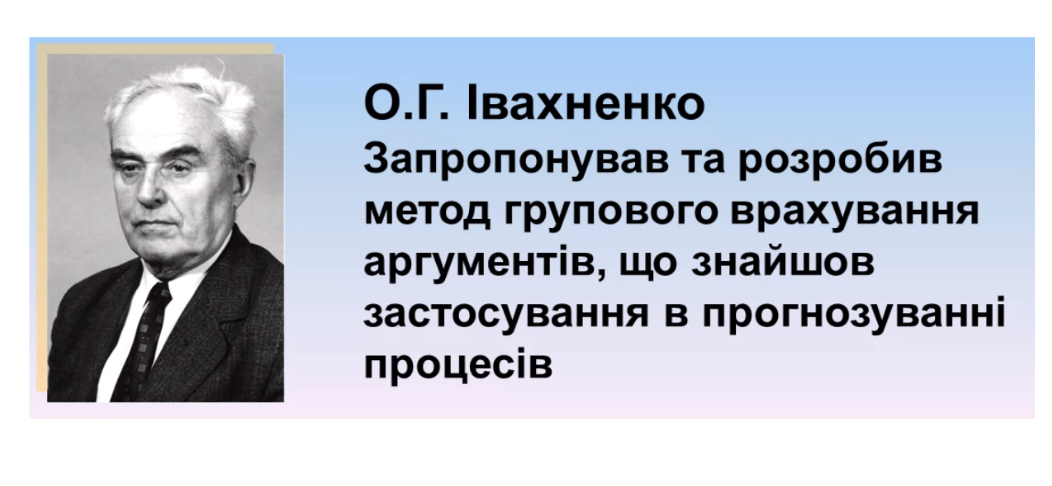 О.Г. Івахненко
Запропонував та розробив
метод групового врахування
аргументів, що знайшов
застосування в прогнозуванні
процесів